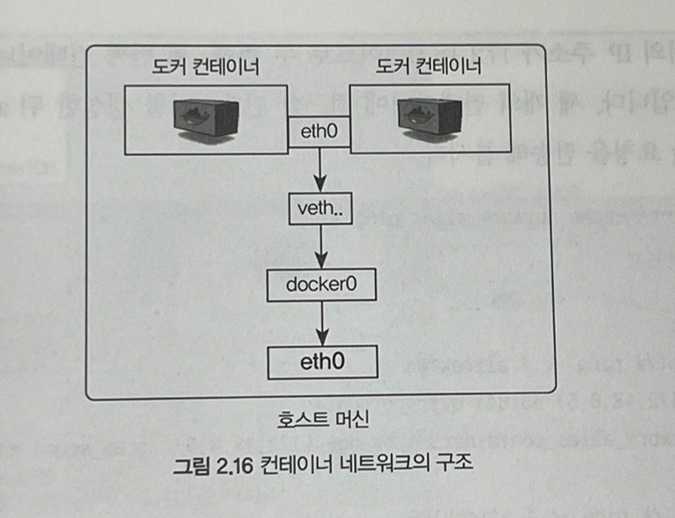 도커 컨테이너 도커 컨테이너
eth0
veth..
docker0
eth0
호스트 머신
그림 2.16 컨테이너 네트워크의 구조